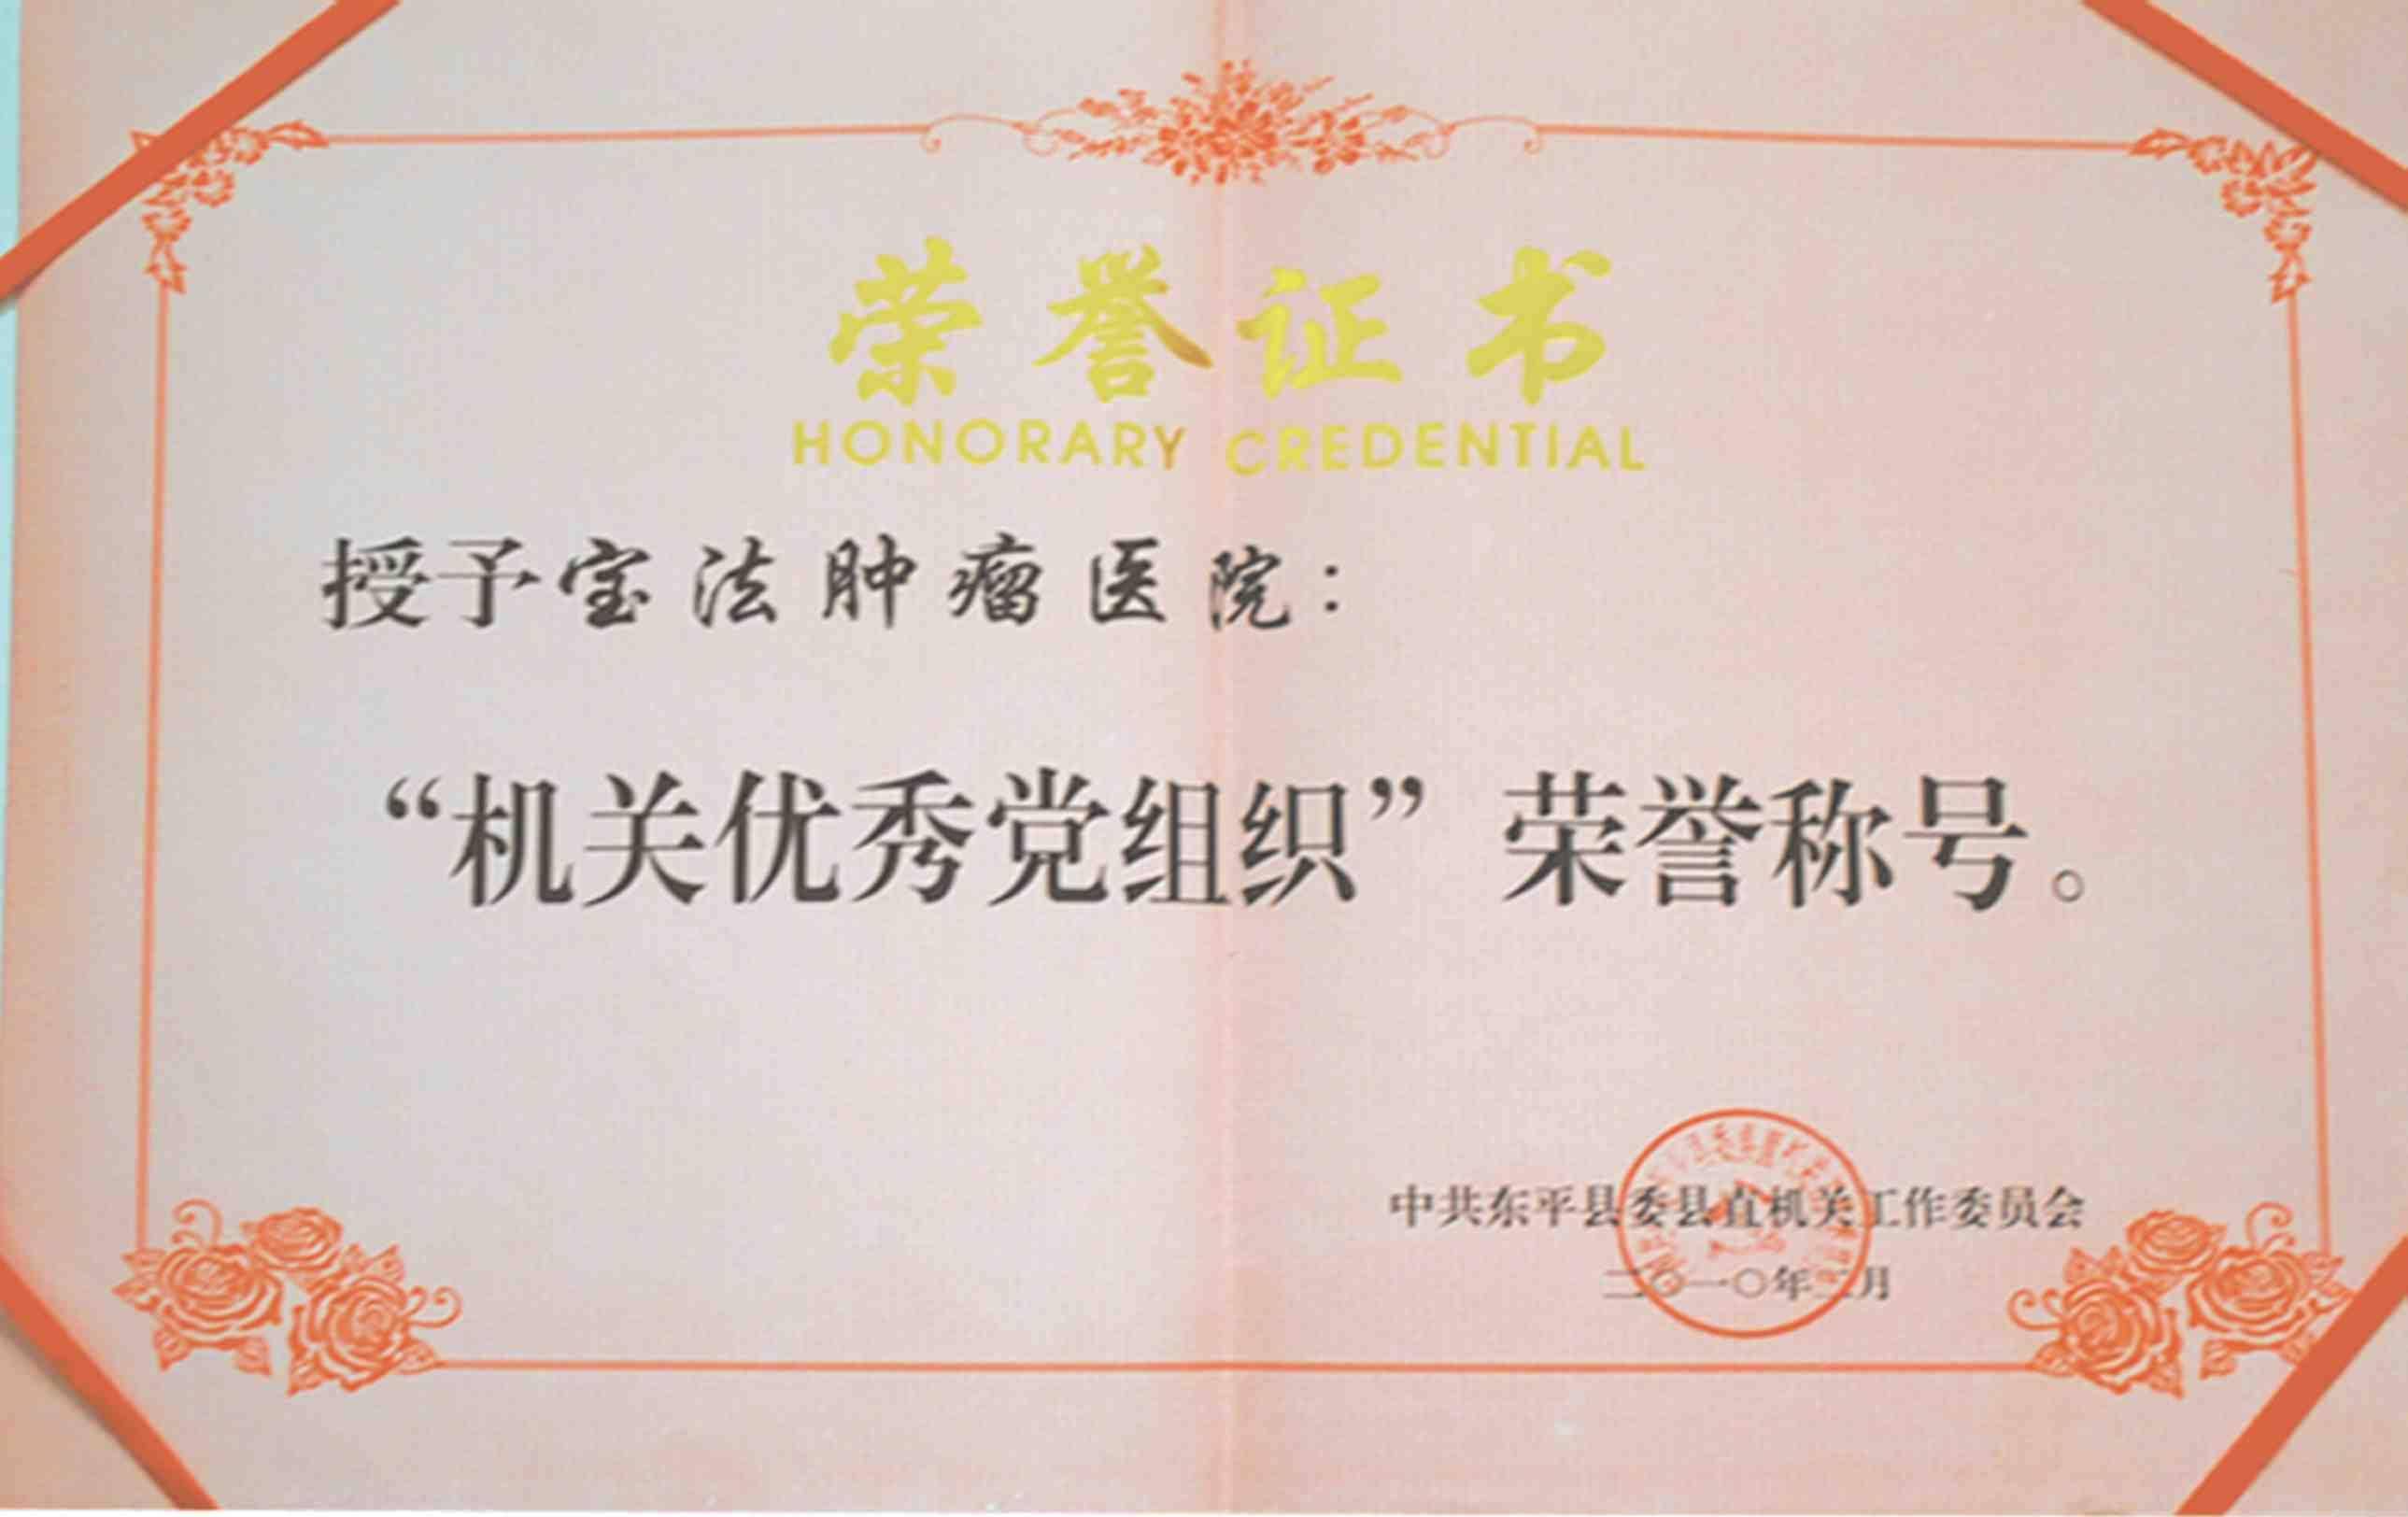 荣誉证书
HONORARY CREDENTIAL
授予宝法肿瘤医院：
“机关优秀党组织”荣誉称号。
中共东平县委县直机关工作委员会
二〇一〇年二月